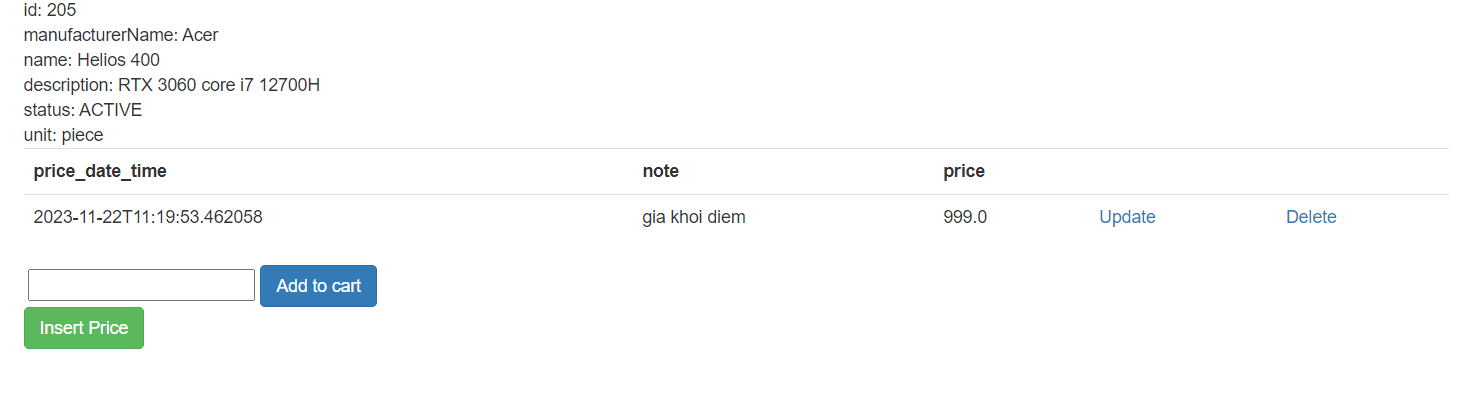 id: 205
manufacturerName: Acer
name: Helios 400
description: RTX 3060 core i7 12700H
status: ACTIVE
unit: piece
price_date_time note price
2023-11-22T11:19:53.462058 gia khoi diem 999.0 Update Delete
Add to cart
Insert Price